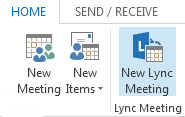 HOME SEND / RECEIVE
New Meeting
New Items
New Lync Meeting
Lync Meeting